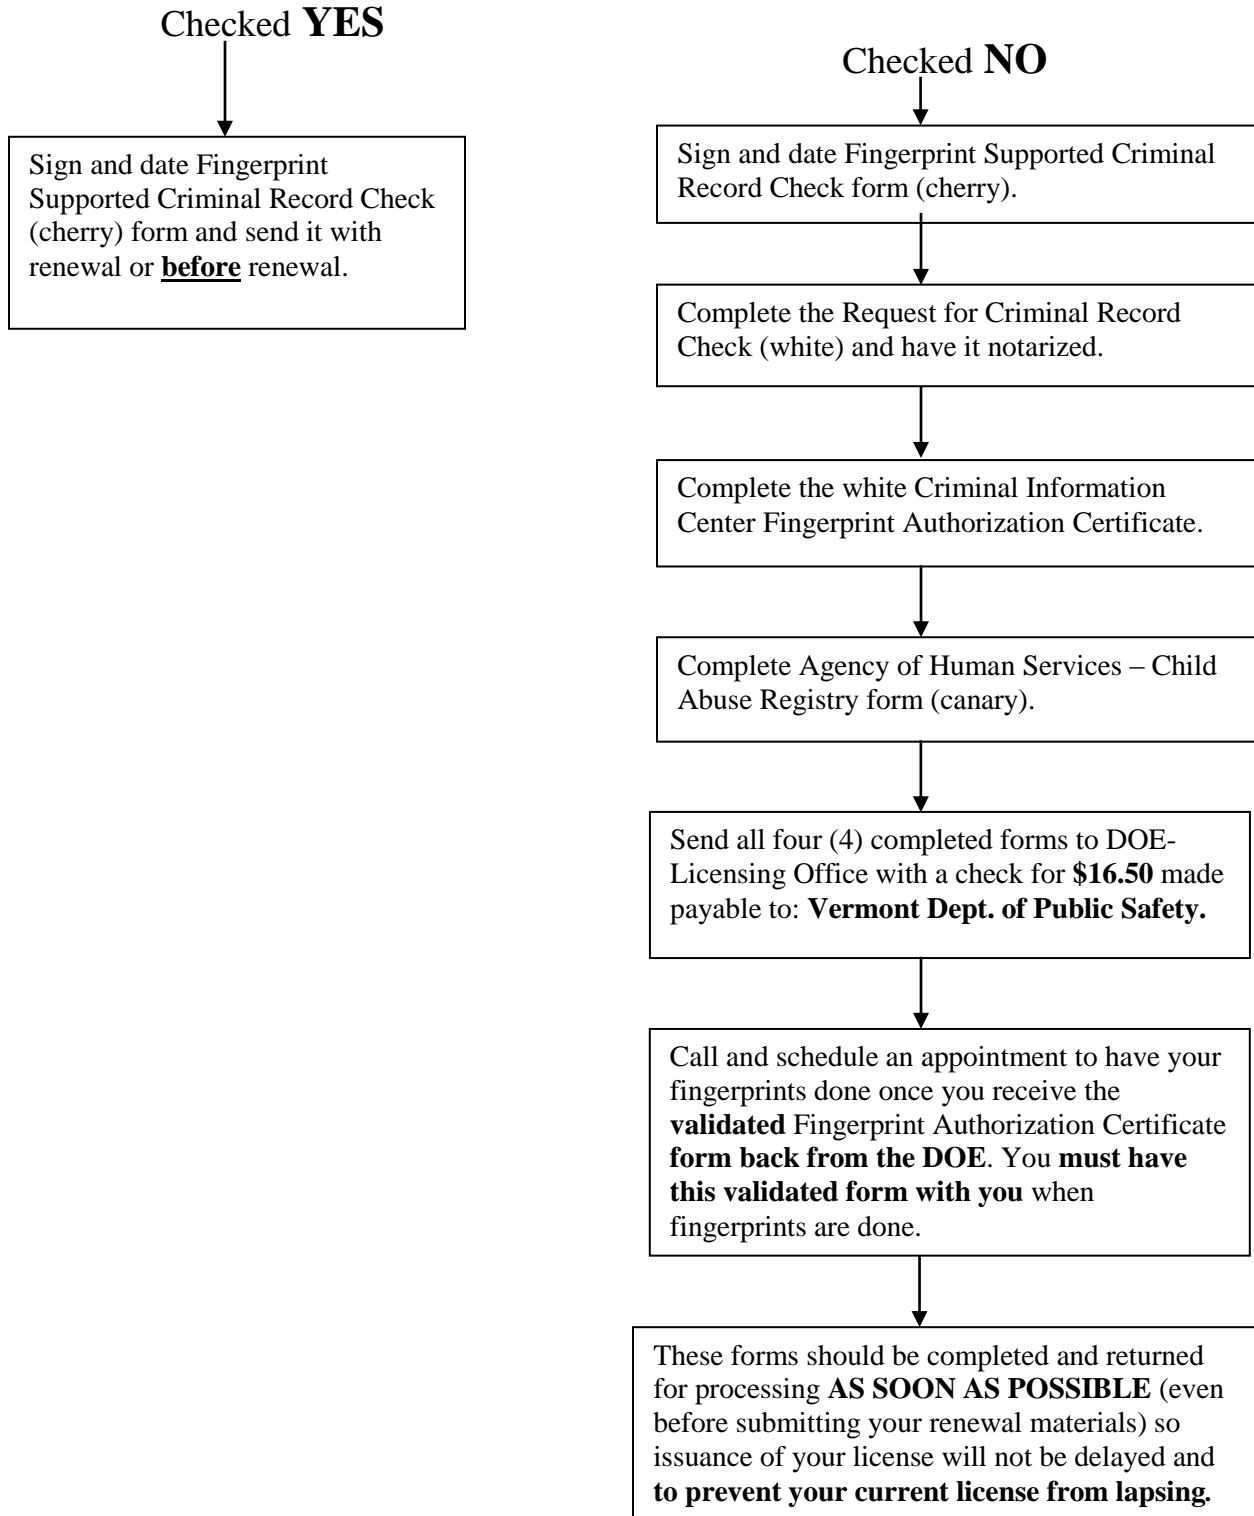 Checked YES
Sign and date Fingerprint
Supported Criminal Record Check
(cherry) form and send it with
renewal or before renewal.
Checked NO
Sign and date Fingerprint Supported Criminal
Record Check form (cherry).
Complete the Request for Criminal Record
Check (white) and have it notarized.
Complete the white Criminal Information
Center Fingerprint Authorization Certificate.
Complete Agency of Human Services – Child
Abuse Registry form (canary).
Send all four (4) completed forms to DOE-
Licensing Office with a check for $16.50 made
payable to: Vermont Dept. of Public Safety.
Call and schedule an appointment to have your
fingerprints done once you receive the
validated Fingerprint Authorization Certificate
form back from the DOE. You must have
this validated form with you when
fingerprints are done.
These forms should be completed and returned
for processing AS SOON AS POSSIBLE (even
before submitting your renewal materials) so
issuance of your license will not be delayed and
to prevent your current license from lapsing.